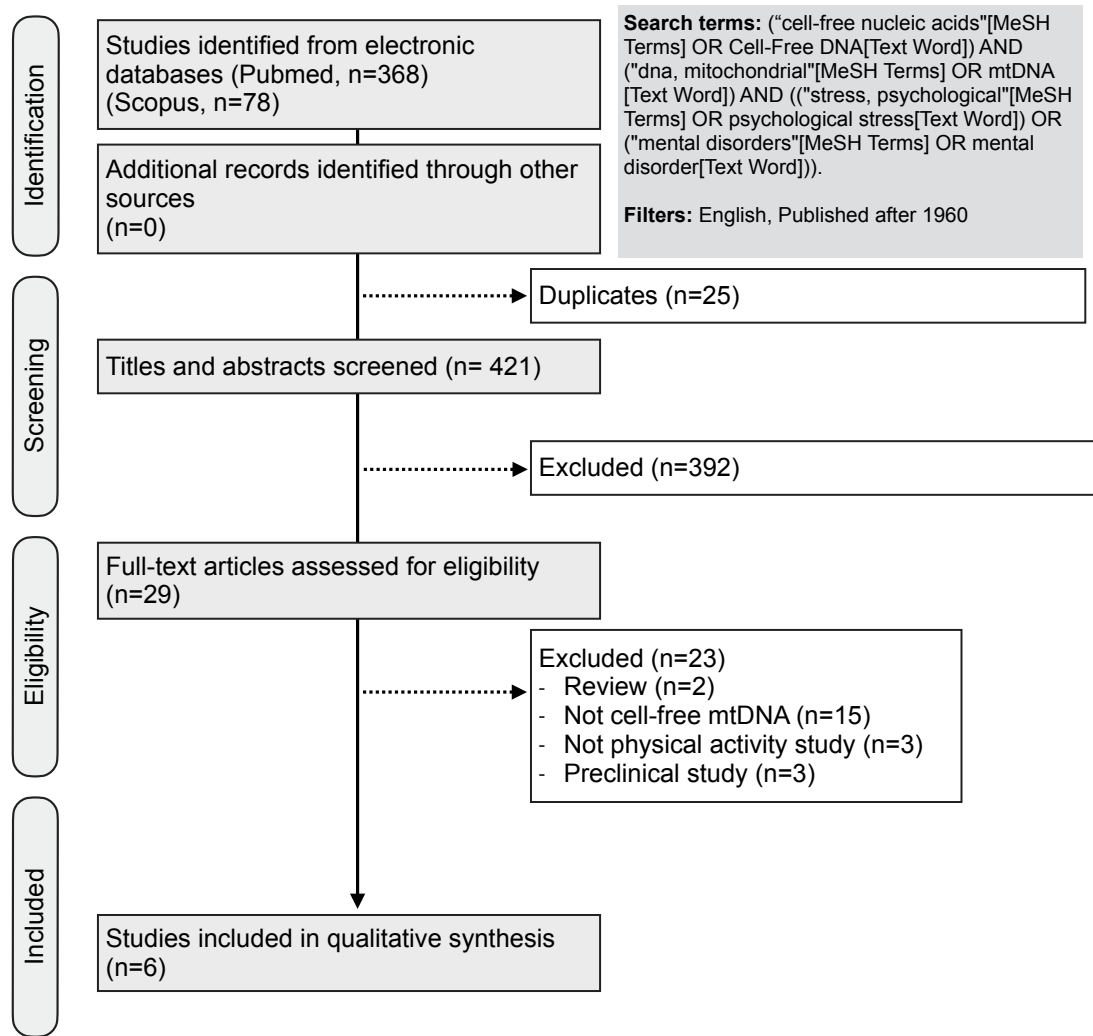 Identification
Studies identified from electronic
databases (Pubmed, n=368)
(Scopus, n=78)
Additional records identified through other
sources
(n=0)
Search terms: (“cell-free nucleic acids"[MeSH
Terms] OR Cell-Free DNA[Text Word]) AND
("dna, mitochondrial"[MeSH Terms] OR mtDNA
[Text Word]) AND (("stress, psychological"[MeSH
Terms] OR psychological stress[Text Word]) OR
("mental disorders"[MeSH Terms] OR mental
disorder[Text Word])).
Filters: English, Published after 1960
Screening
Duplicates (n=25)
Titles and abstracts screened (n= 421)
Excluded (n=392)
Eligibility
Full-text articles assessed for eligibility
(n=29)
Excluded (n=23)
- Review (n=2)
- Not cell-free mtDNA (n=15)
- Not physical activity study (n=3)
- Preclinical study (n=3)
Included
Studies included in qualitative synthesis
(n=6)